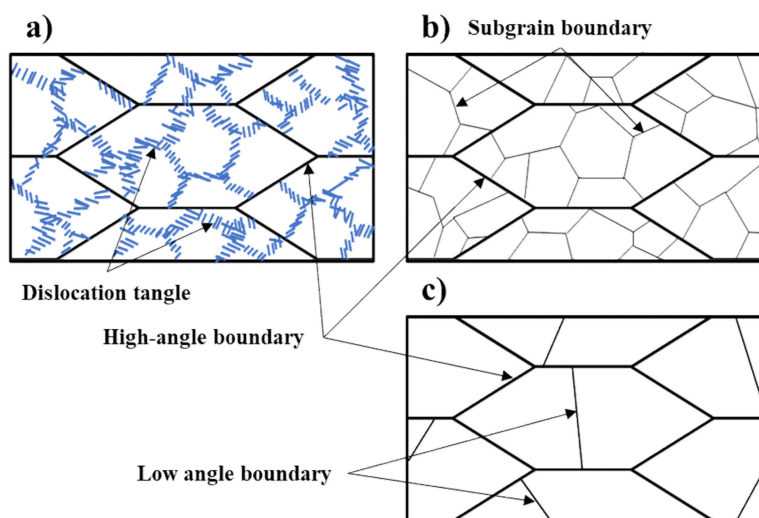 a)
Subgrain boundary
b)
Dislocation tangle
High-angle boundary
c)
Low angle boundary